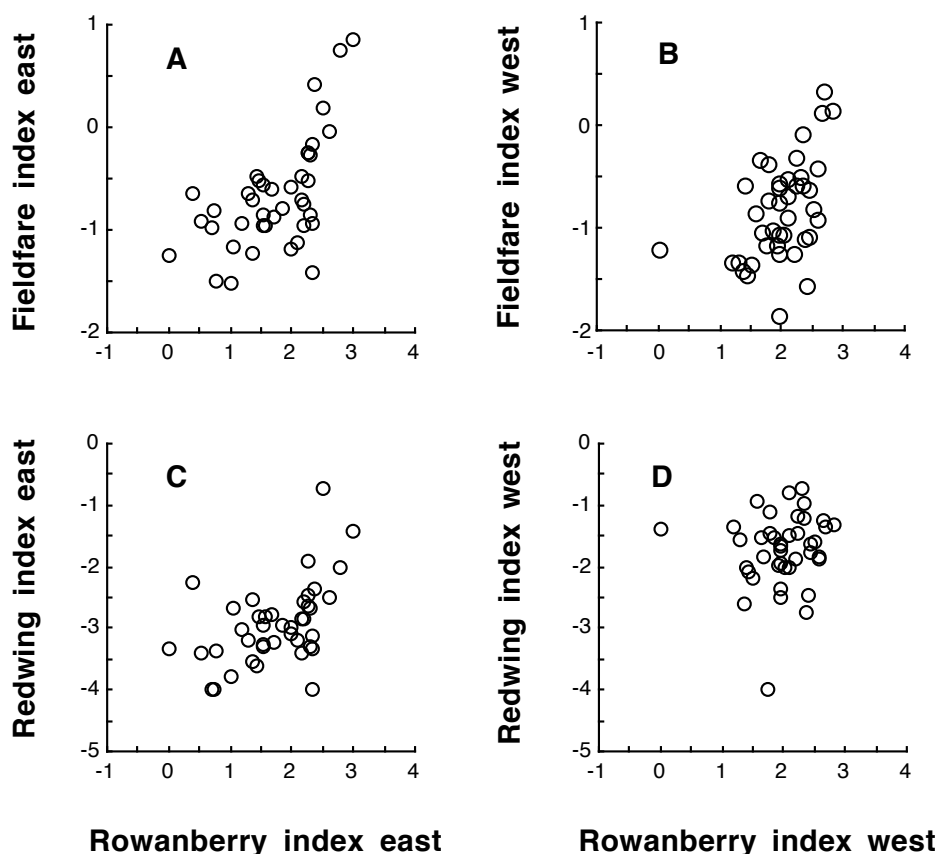 Fieldfare index east
A
1
0
-1
-2
-1 0 1 2 3 4
Fieldfare index west
B
1
0
-1
-2
-1 0 1 2 3 4
Redwing index east
C
0
-1
-2
-3
-4
-5
-1 0 1 2 3 4
Rowanberry index east
Redwing index west
D
0
-1
-2
-3
-4
-5
-1 0 1 2 3 4
Rowanberry index west